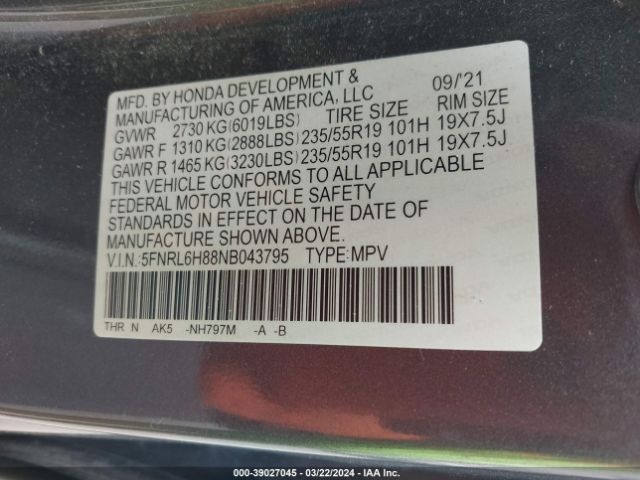 MFD. BY HONDA DEVELOPMENT & 09/'21
MANUFACTURING OF AMERICA, LLC
GVWR 2730 KG(6019LBS) TIRE SIZE RIM SIZE
GAWR F 1310 KG(2888LBS) 235/55R19 101H 19X7.5J
GAWR R 1465 KG(3230LBS) 235/55R19 101H 19X7.5J
THIS VEHICLE CONFORMS TO ALL APPLICABLE
FEDERAL MOTOR VEHICLE SAFETY
STANDARDS IN EFFECT ON THE DATE OF
MANUFACTURE SHOWN ABOVE.
V.I.N.:5FNRL6H88NB043795 TYPE:MPV
THR N AK5 -NH797M -A -B
000-39027045 - 03/22/2024 - IAA Inc.